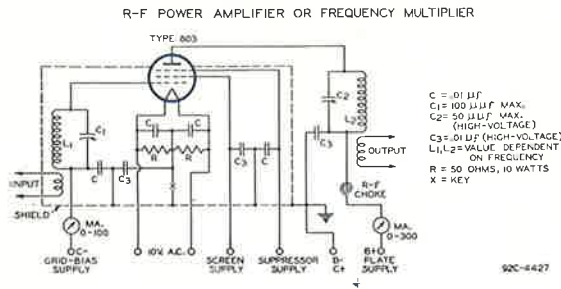 R-F POWER AMPLIFIER OR FREQUENCY MULTIPLIER
TYPE 803
C1
L1
C
C
R
R
C
C3
X
C3
C
C2
L2
C3
INPUT
SHIELD
MA.
0-100
OUTPUT
R-F
CHOKE
MA.
0-300
C = .01 μf
C1 = 100 μμf MAX.
C2 = 50 μμf MAX.
(HIGH-VOLTAGE)
C3 = .01 μf (HIGH-VOLTAGE)
L1,L2 = VALUE DEPENDENT
ON FREQUENCY
R = 50 OHMS, 10 WATTS
X = KEY
C-
GRID-BIAS
SUPPLY
10V. A.C.
SCREEN
SUPPLY
SUPPRESSOR
SUPPLY
B-
C+
B+
PLATE
SUPPLY
92C-4427